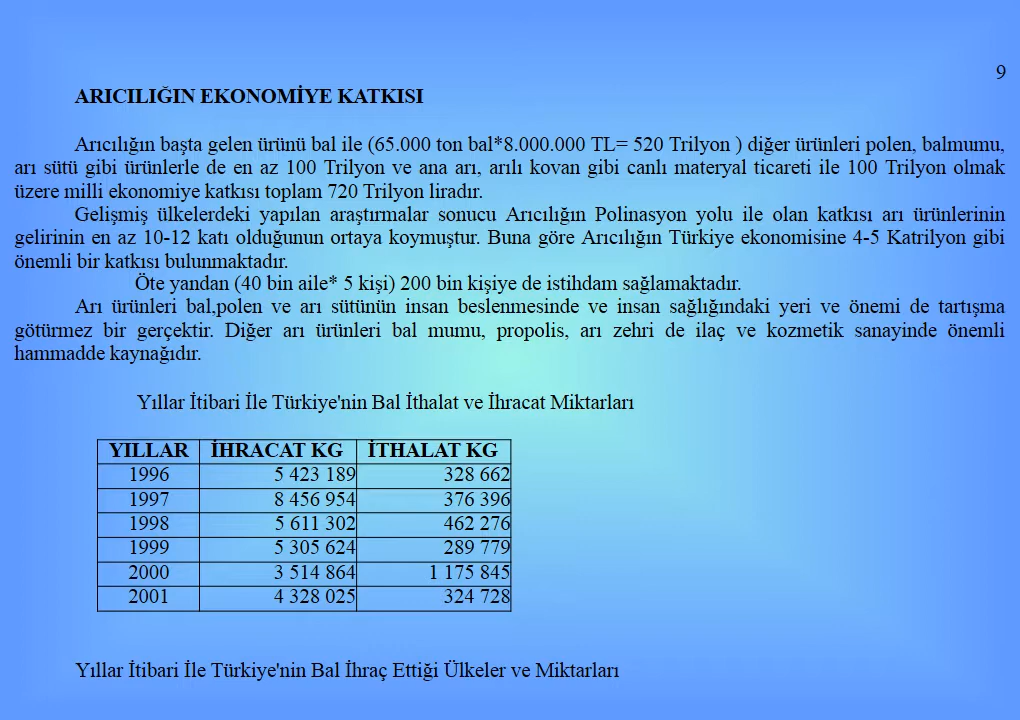 9
ARICILIĞIN EKONOMİYE KATKISI
Arıcılığın başta gelen ürünü bal ile (65.000 ton bal*8.000.000 TL= 520 Trilyon ) diğer ürünleri polen, balmumu,
arı sütü gibi ürünlerle de en az 100 Trilyon ve ana arı, arılı kovan gibi canlı materyal ticareti ile 100 Trilyon olmak
üzere milli ekonomiye katkısı toplam 720 Trilyon liradır.
Gelişmiş ülkelerdeki yapılan araştırmalar sonucu Arıcılığın Polinasyon yolu ile olan katkısı arı ürünlerinin
gelirinin en az 10-12 katı olduğunun ortaya koymuştur. Buna göre Arıcılığın Türkiye ekonomisine 4-5 Katrilyon gibi
önemli bir katkısı bulunmaktadır.
Öte yandan (40 bin aile* 5 kişi) 200 bin kişiye de istihdam sağlamaktadır.
Arı ürünleri bal,polen ve arı sütünün insan beslenmesinde ve insan sağlığındaki yeri ve önemi de tartışma
götürmez bir gerçektir. Diğer arı ürünleri bal mumu, propolis, arı zehri de ilaç ve kozmetik sanayinde önemli
hammadde kaynağıdır.
Yıllar İtibari İle Türkiye'nin Bal İthalat ve İhracat Miktarları
YILLAR İHRACAT KG İTHALAT KG
1996 5 423 189 328 662
1997 8 456 954 376 396
1998 5 611 302 462 276
1999 5 305 624 289 779
2000 3 514 864 1 175 845
2001 4 328 025 324 728
Yıllar İtibari İle Türkiye'nin Bal İhraç Ettiği Ülkeler ve Miktarları